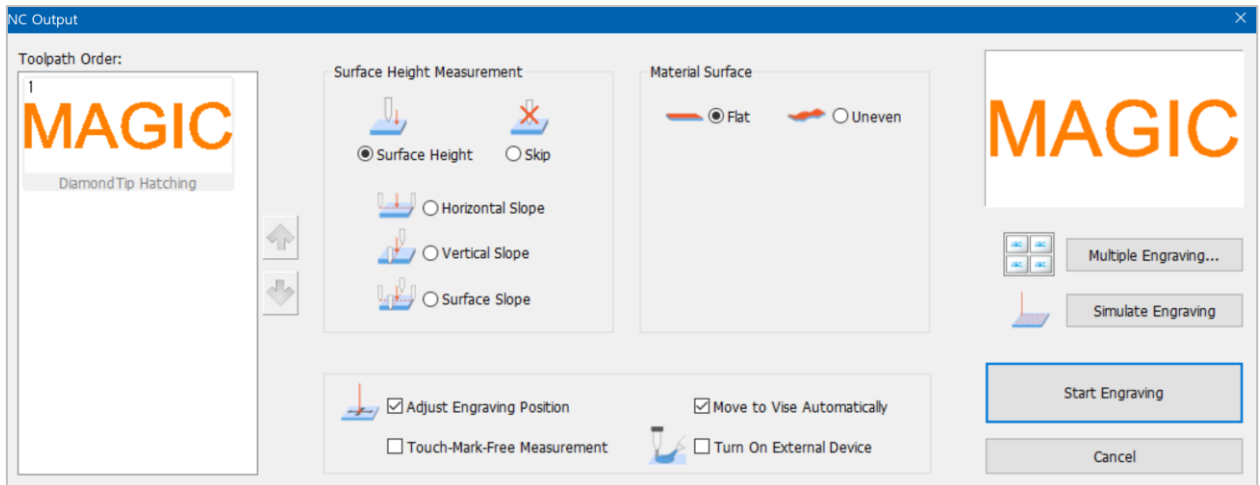 NC Output
Toolpath Order:
1
MAGIC
DiamondTip Hatching
Surface Height Measurement
Surface Height
Skip
Horizontal Slope
Vertical Slope
Surface Slope
Material Surface
Flat
Uneven
Adjust Engraving Position
Move to Vise Automatically
Touch-Mark-Free Measurement
Turn On External Device
MAGIC
Multiple Engraving...
Simulate Engraving
Start Engraving
Cancel